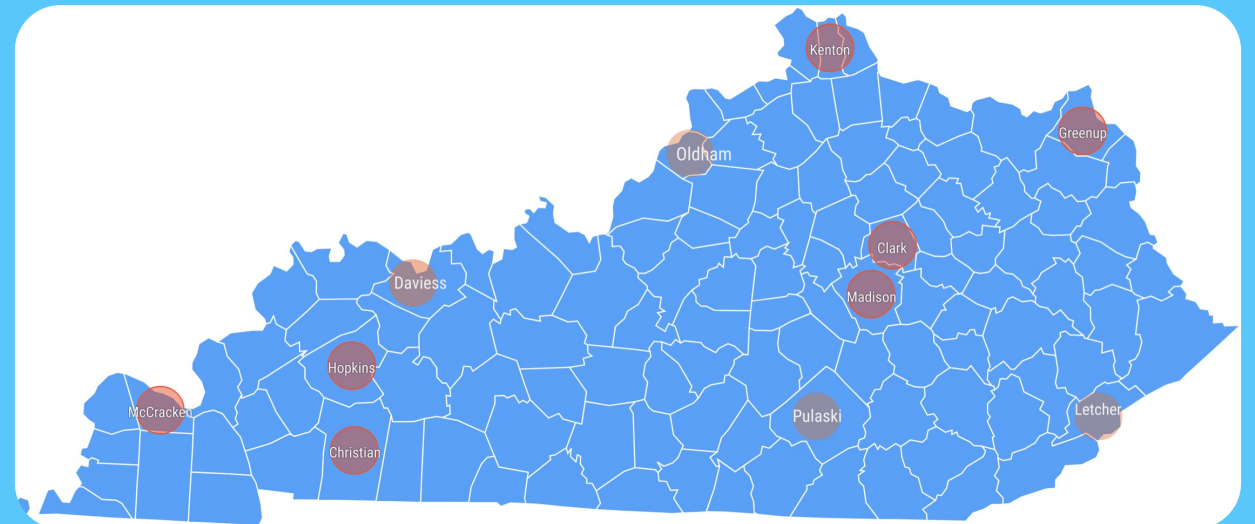 Kenton
Greenup
Oldham
Clark
Daviess
Madison
Hopkins
McCracken
Letcher
Pulaski
Christian